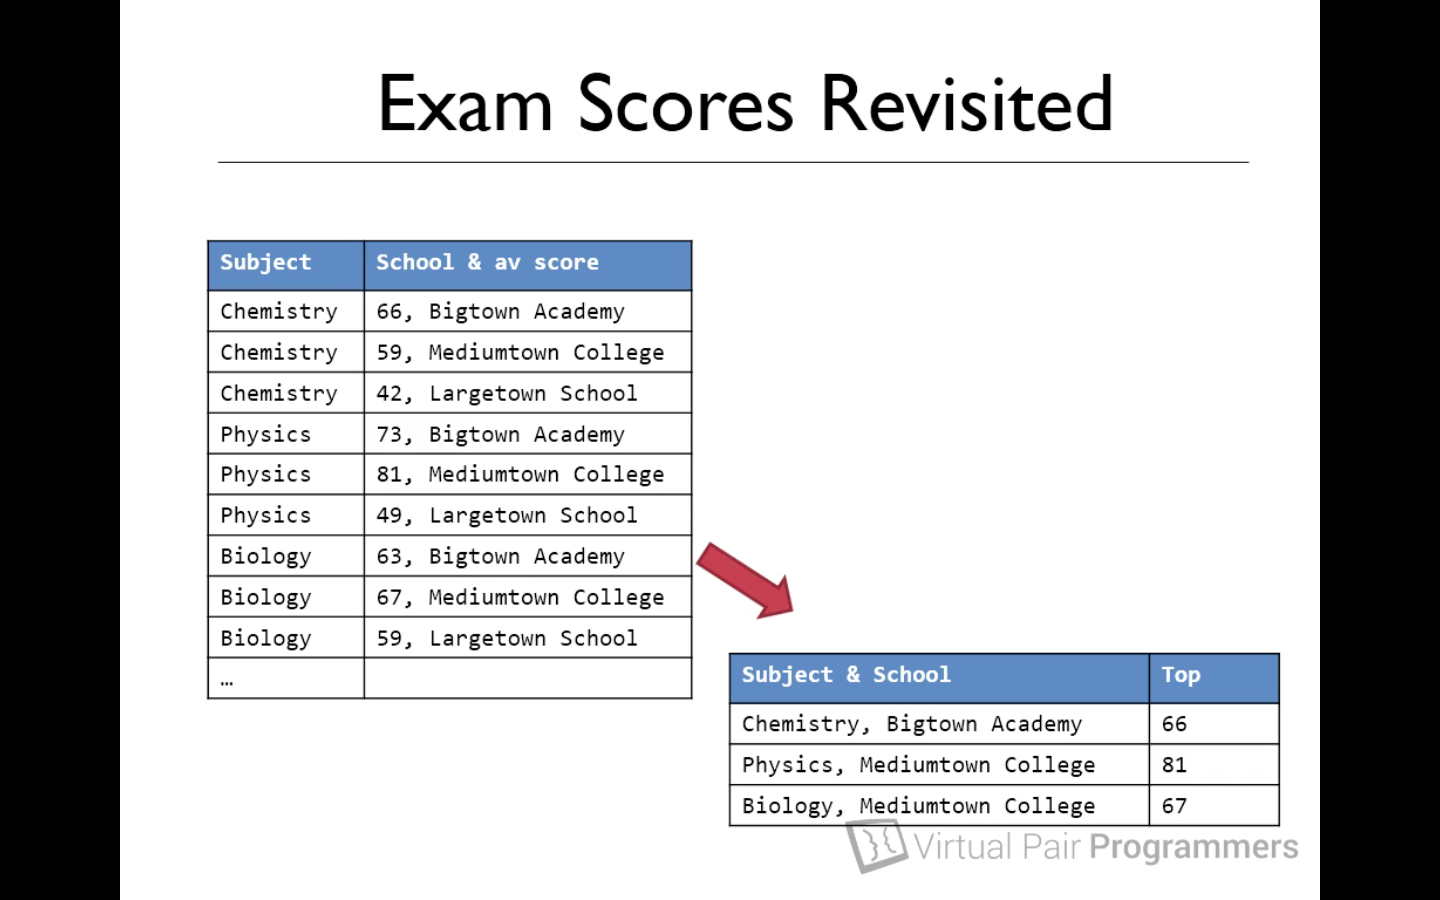 Exam Scores Revisited
Subject School & av score
Chemistry 66, Bigtown Academy
Chemistry 59, Mediumtown College
Chemistry 42, Largetown School
Physics 73, Bigtown Academy
Physics 81, Mediumtown College
Physics 49, Largetown School
Biology 63, Bigtown Academy
Biology 67, Mediumtown College
Biology 59, Largetown School
…
Subject & School Top
Chemistry, Bigtown Academy 66
Physics, Mediumtown College 81
Biology, Mediumtown College 67
Virtual Pair Programmers